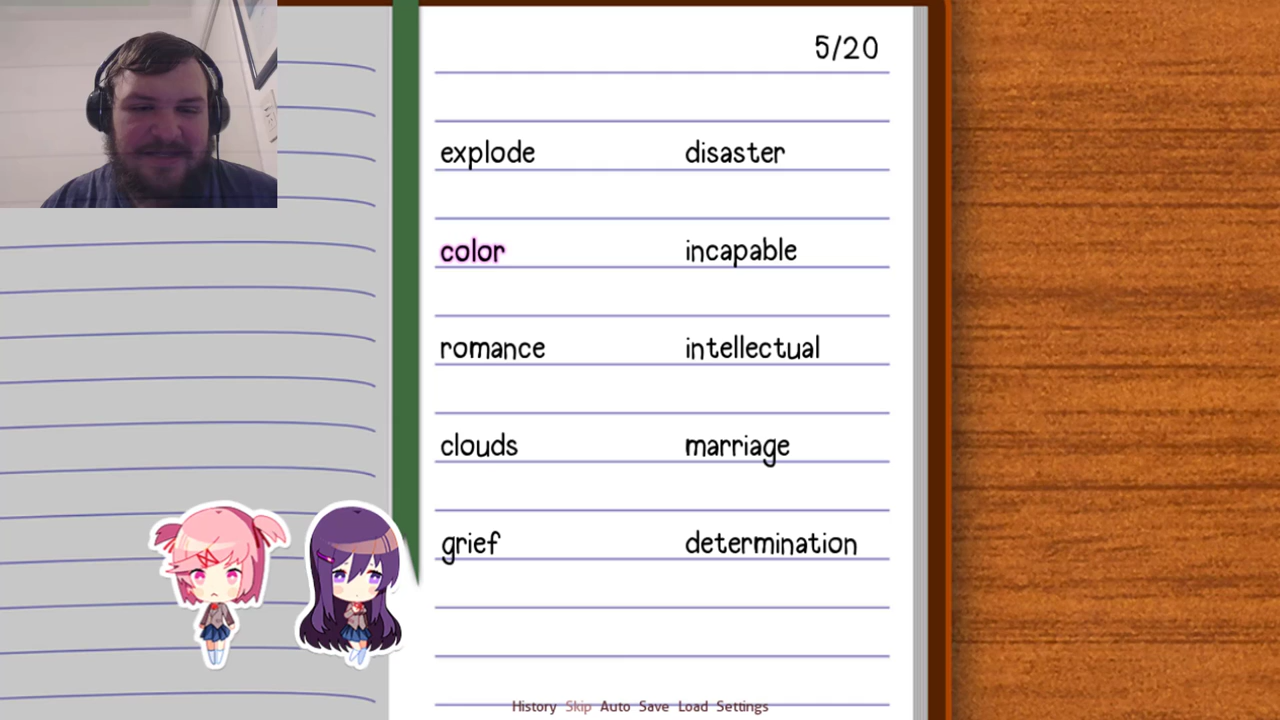 5/20
explode disaster
color incapable
romance intellectual
clouds marriage
grief determination
History Skip Auto Save Load Settings